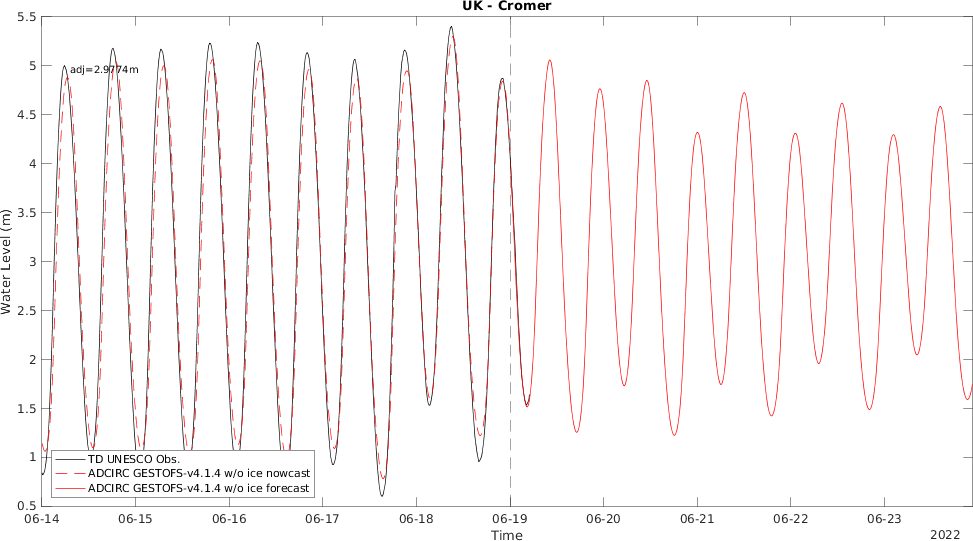 UK - Cromer
5.5
5
4.5
4
3.5
3
2.5
2
1.5
1
0.5
Water Level (m)
adj=2.9774m
TD UNESCO Obs.
ADCIRC GESTOFS-v4.1.4 w/o ice nowcast
ADCIRC GESTOFS-v4.1.4 w/o ice forecast
06-14 06-15 06-16 06-17 06-18 06-19 06-20 06-21 06-22 06-23
Time
2022